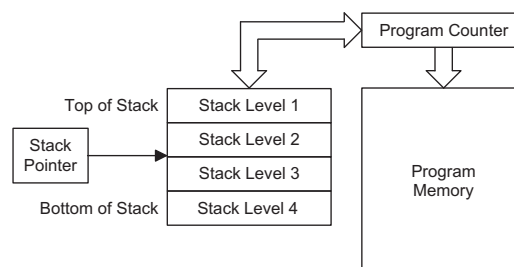 Program Counter
Top of Stack
Stack Level 1
Stack Level 2
Stack
Pointer
Stack Level 3
Program
Memory
Bottom of Stack
Stack Level 4